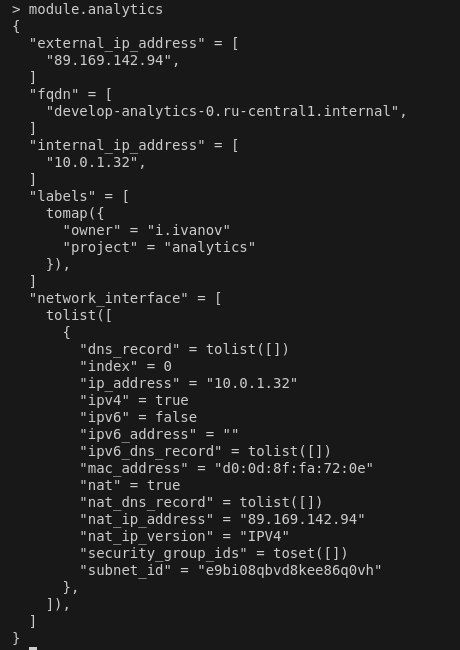 > module.analytics
{
  "external_ip_address" = [
    "89.169.142.94",
  ]
  "fqdn" = [
    "develop-analytics-0.ru-central1.internal",
  ]
  "internal_ip_address" = [
    "10.0.1.32",
  ]
  "labels" = [
    tomap({
      "owner" = "i.ivanov"
      "project" = "analytics"
    }),
  ]
  "network_interface" = [
    tolist([
      {
        "dns_record" = tolist([])
        "index" = 0
        "ip_address" = "10.0.1.32"
        "ipv4" = true
        "ipv6" = false
        "ipv6_address" = ""
        "ipv6_dns_record" = tolist([])
        "mac_address" = "d0:0d:8f:fa:72:0e"
        "nat" = true
        "nat_dns_record" = tolist([])
        "nat_ip_address" = "89.169.142.94"
        "nat_ip_version" = "IPV4"
        "security_group_ids" = toset([])
        "subnet_id" = "e9bi08qbvd8kee86q0vh"
      },
    ]),
  ]
}